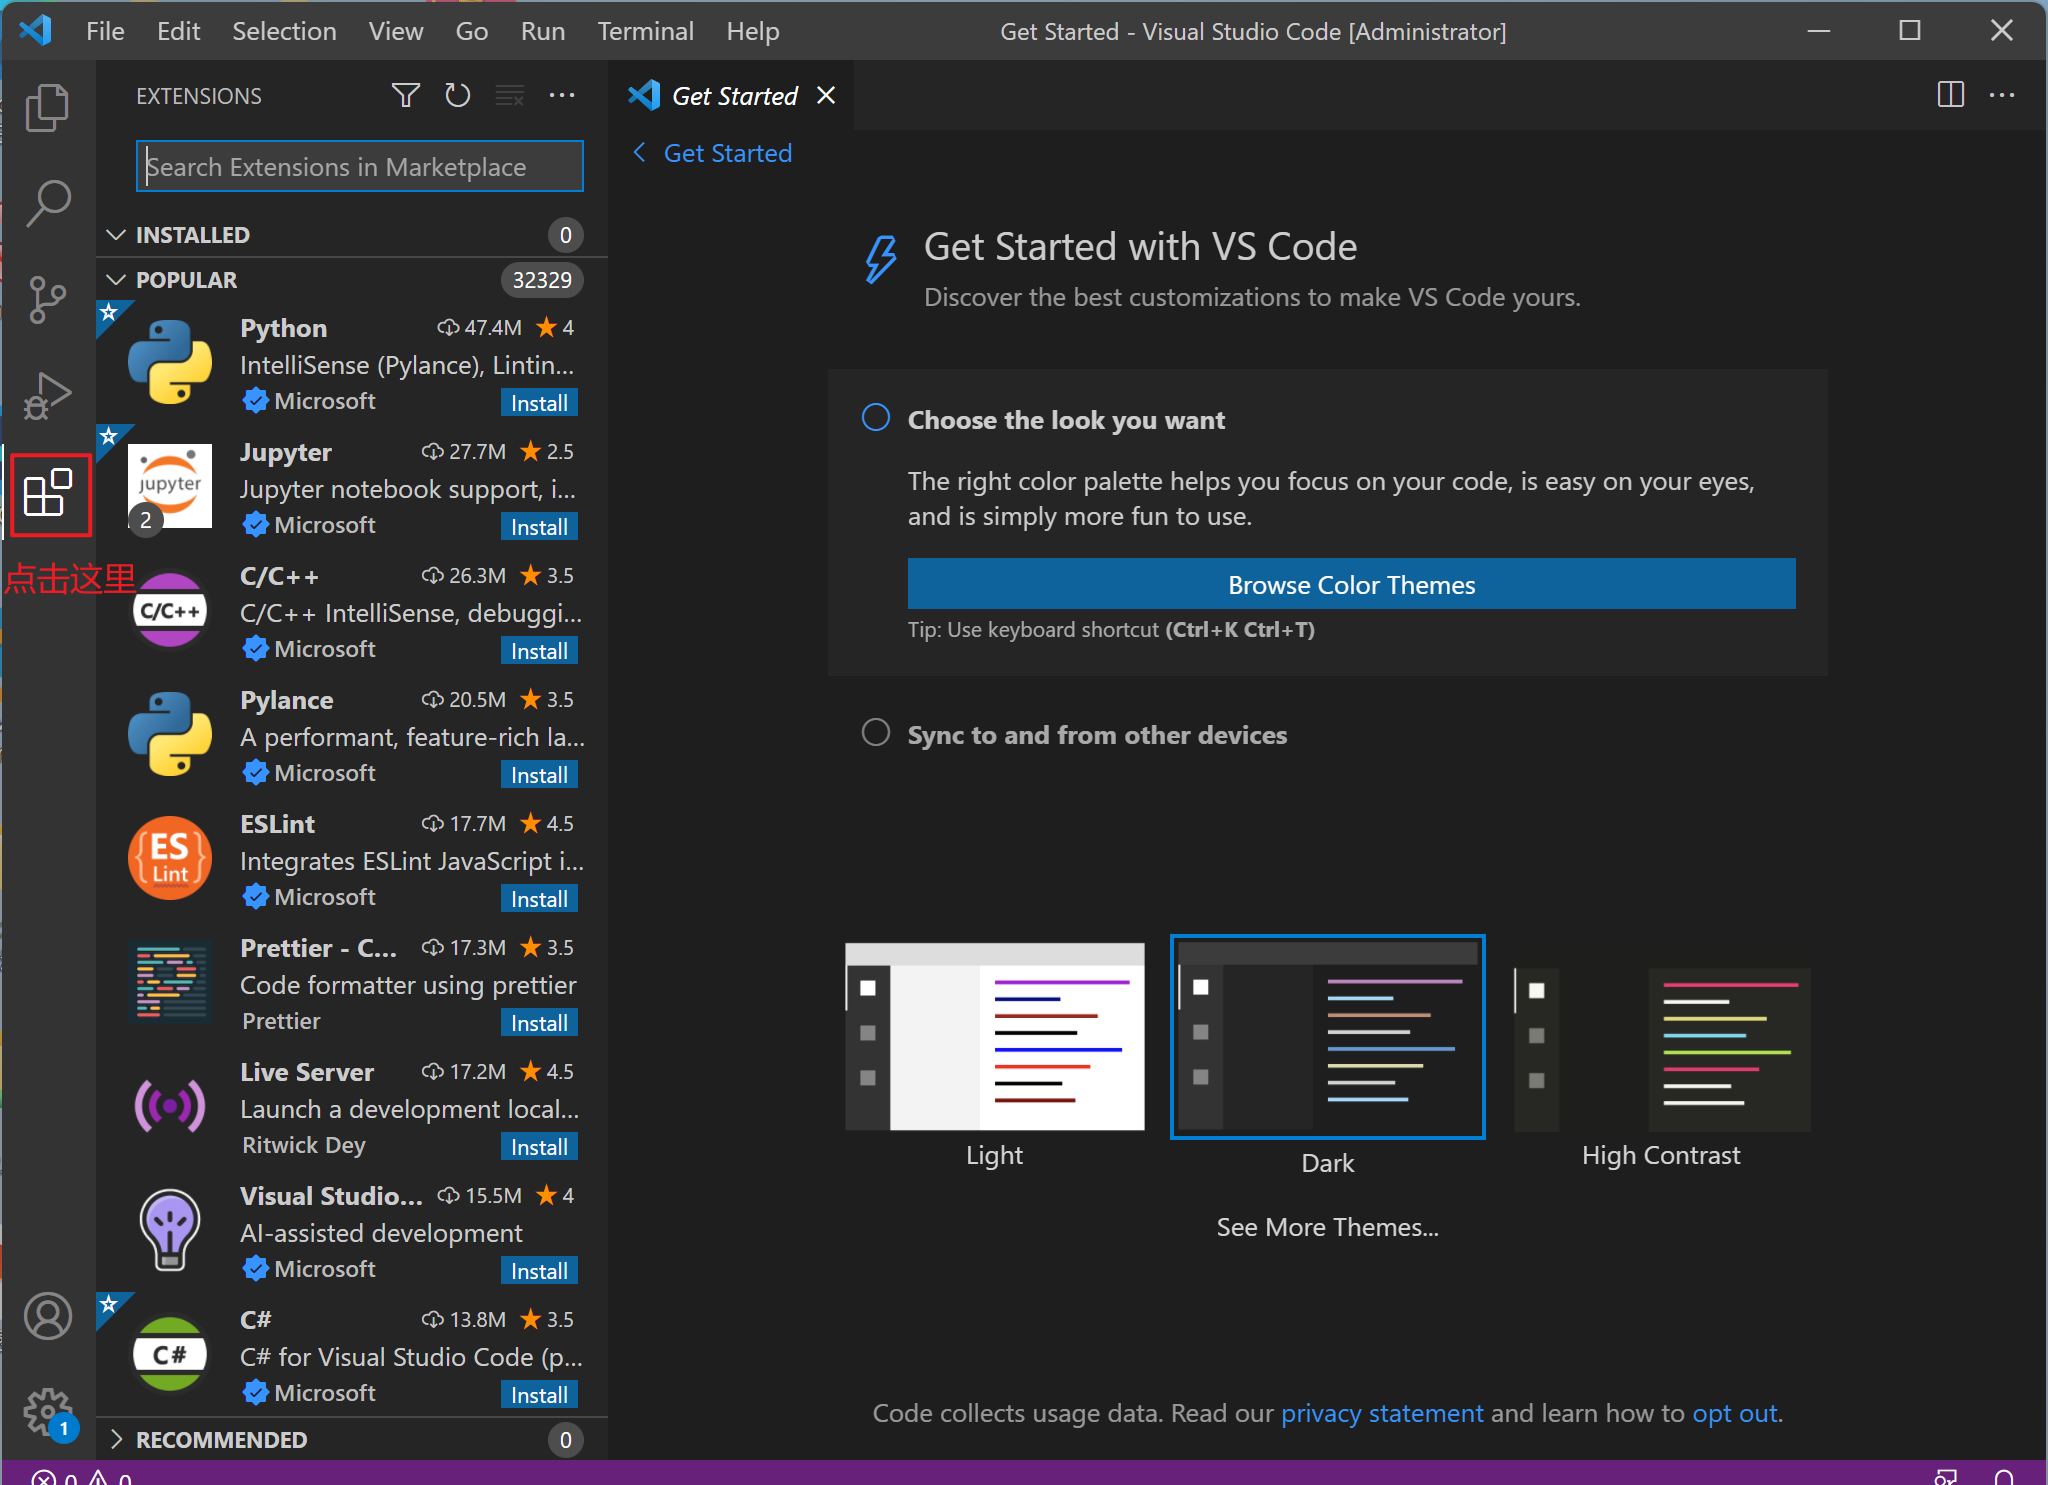 File Edit Selection View Go Run Terminal Help
Get Started - Visual Studio Code [Administrator]
EXTENSIONS
Search Extensions in Marketplace
INSTALLED 0
POPULAR 32329
Python 47.4M 4
IntelliSense (Pylance), Lintin...
Microsoft Install
Jupyter 27.7M 2.5
Jupyter notebook support, i...
Microsoft Install
jupyter
2
C/C++ 26.3M 3.5
C/C++ IntelliSense, debuggi...
Microsoft Install
C/C++
点击这里
Pylance 20.5M 3.5
A performant, feature-rich la...
Microsoft Install
ESLint 17.7M 4.5
Integrates ESLint JavaScript i...
Microsoft Install
ES
Lint
Prettier - C... 17.3M 3.5
Code formatter using prettier
Prettier Install
Live Server 17.2M 4.5
Launch a development local...
Ritwick Dey Install
Visual Studio... 15.5M 4
AI-assisted development
Microsoft Install
C# 13.8M 3.5
C# for Visual Studio Code (p...
Microsoft Install
C#
RECOMMENDED 0
1
0 0
Get Started
Get Started
Get Started with VS Code
Discover the best customizations to make VS Code yours.
Choose the look you want
The right color palette helps you focus on your code, is easy on your eyes,
and is simply more fun to use.
Browse Color Themes
Tip: Use keyboard shortcut (Ctrl+K Ctrl+T)
Sync to and from other devices
Light
Dark
High Contrast
See More Themes...
Code collects usage data. Read our privacy statement and learn how to opt out.